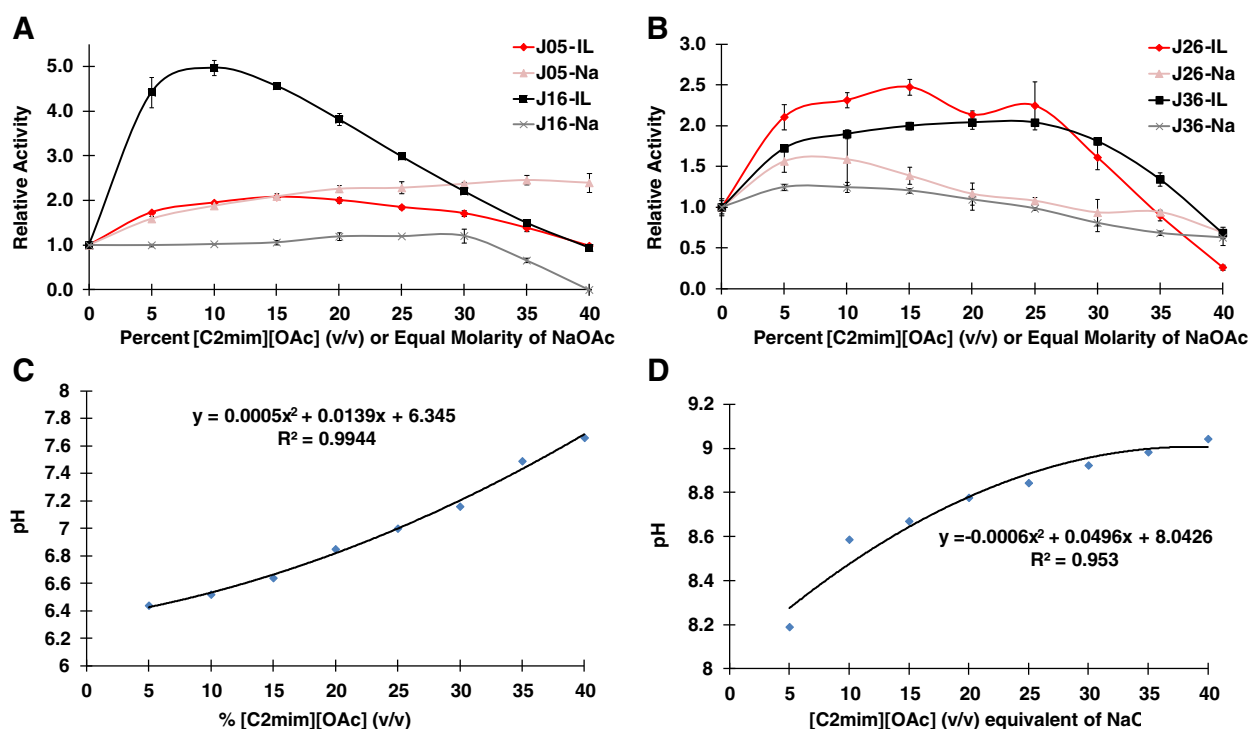 A
J05-IL
J05-Na
J16-IL
J16-Na
Relative Activity
5.0
4.0
3.0
2.0
1.0
0.0
0 5 10 15 20 25 30 35 40
Percent [C2mim][OAc] (v/v) or Equal Molarity of NaOAc
B
J26-IL
J26-Na
J36-IL
J36-Na
Relative Activity
3.0
2.5
2.0
1.5
1.0
0.5
0.0
0 5 10 15 20 25 30 35 40
Percent [C2mim][OAc] (v/v) or Equal Molarity of NaOAc
C
pH
8
7.8
7.6
7.4
7.2
7
6.8
6.6
6.4
6.2
6
y = 0.0005x² + 0.0139x + 6.345
R² = 0.9944
0 5 10 15 20 25 30 35 40
% [C2mim][OAc] (v/v)
D
pH
9.2
9
8.8
8.6
8.4
8.2
8
y =-0.0006x² + 0.0496x + 8.0426
R² = 0.953
0 5 10 15 20 25 30 35 40
[C2mim][OAc] (v/v) equivalent of NaC